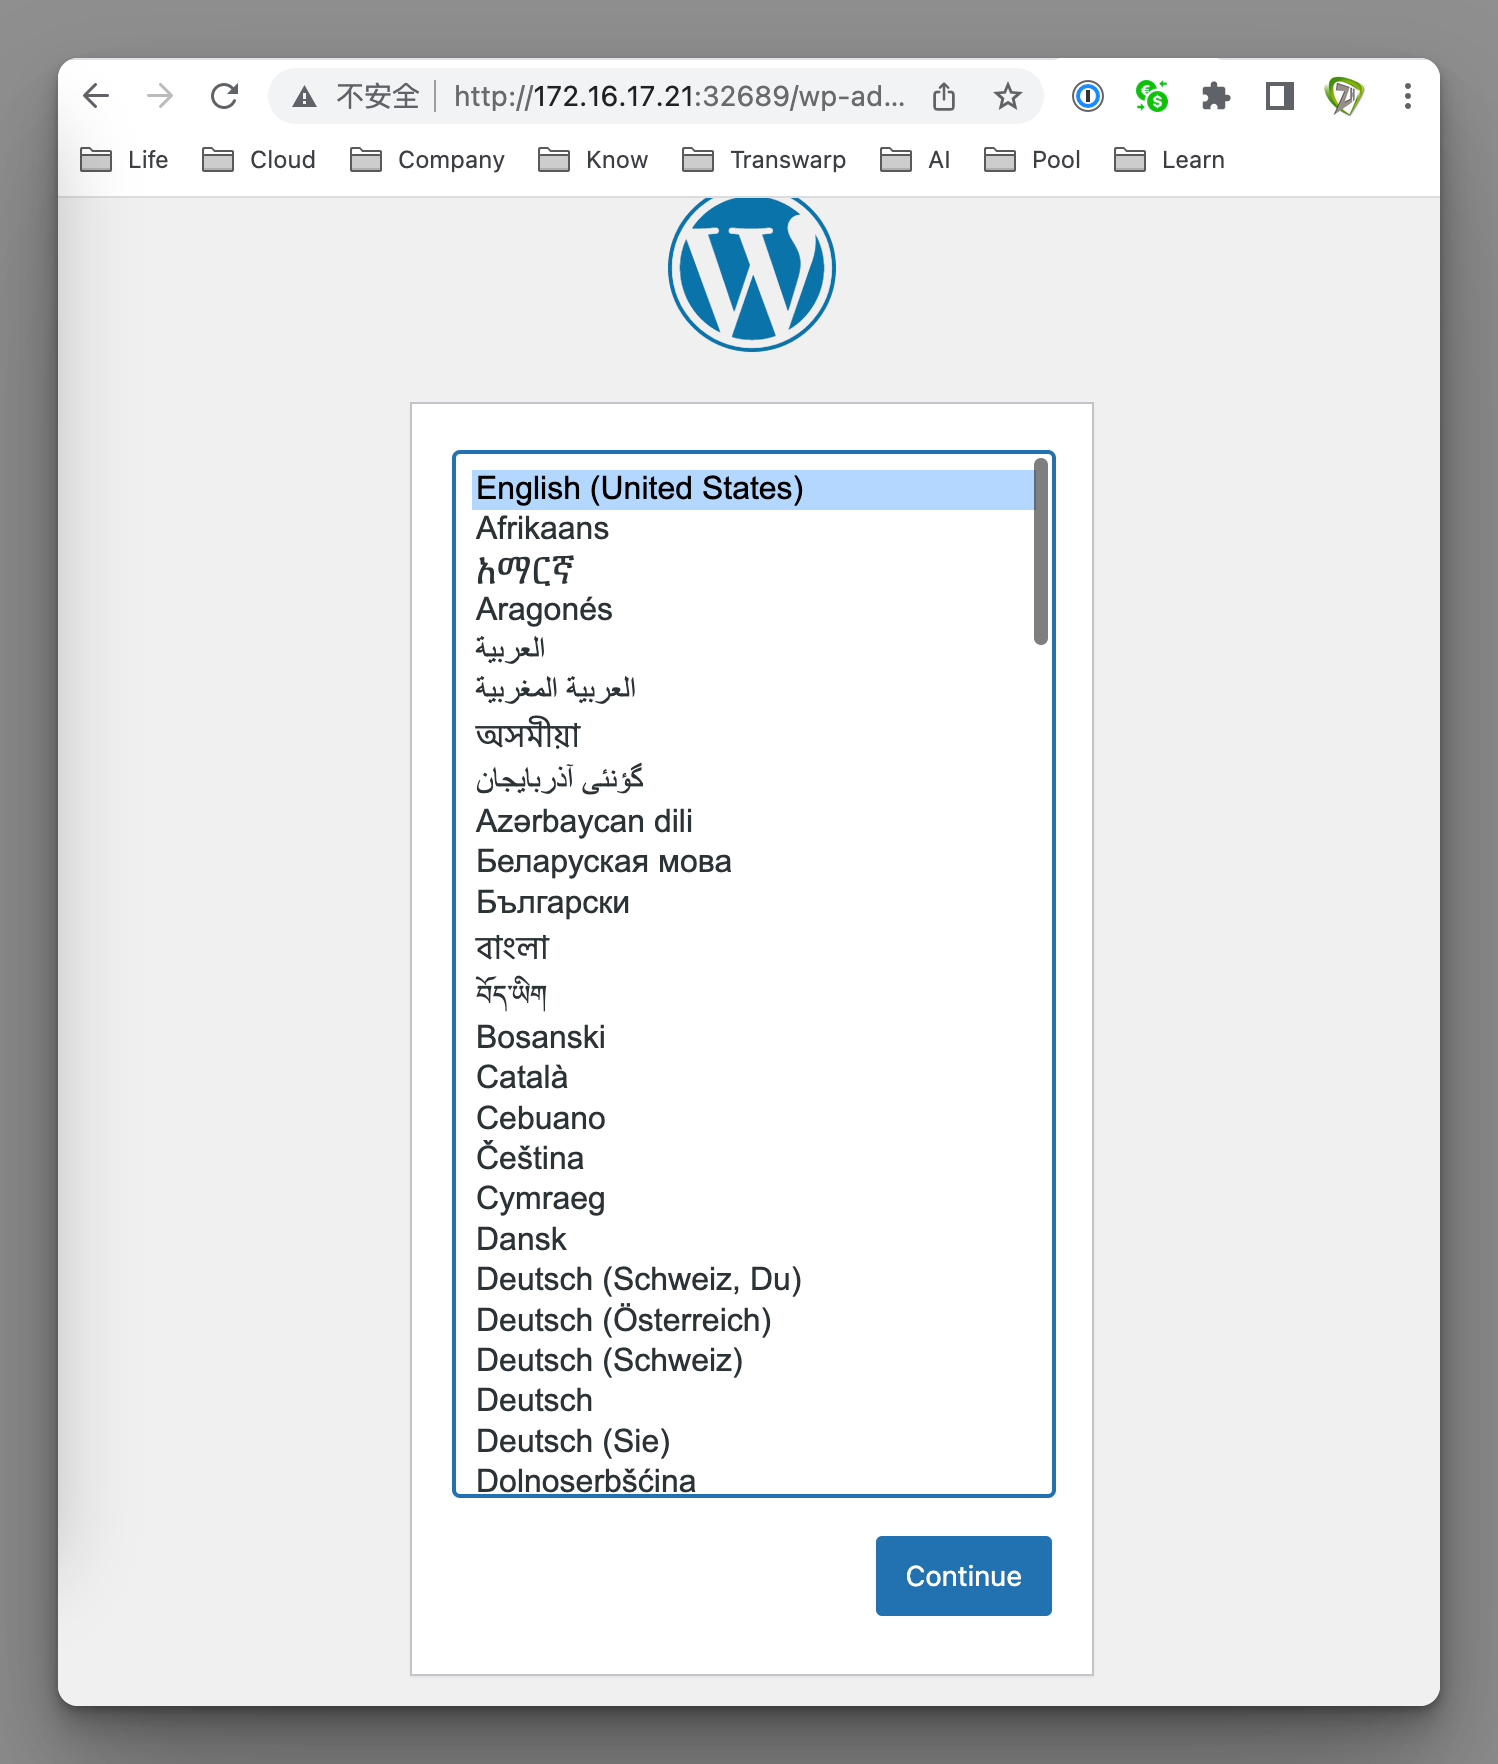 不安全 http://172.16.17.21:32689/wp-ad...
Life Cloud Company Know Transwarp AI Pool Learn
English (United States)
Afrikaans
አማርኛ
Aragonés
العربية
العربية المغربية
অসমীয়া
گؤنئی آذربایجان
Azərbaycan dili
Беларуская мова
Български
বাংলা
བོད་ཡིག
Bosanski
Català
Cebuano
Čeština
Cymraeg
Dansk
Deutsch (Schweiz, Du)
Deutsch (Österreich)
Deutsch (Schweiz)
Deutsch
Deutsch (Sie)
Dolnoserbšćina
Continue